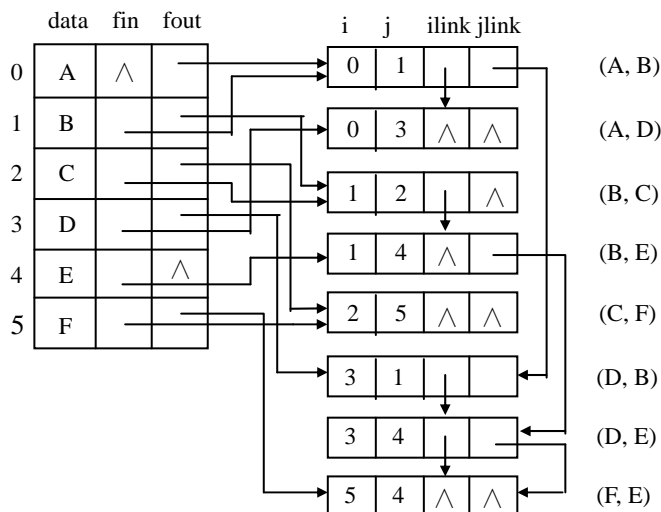 data fin fout
i j ilink jlink
0 A ∧
0 1 (A, B)
1 B
0 3 ∧ ∧ (A, D)
2 C
1 2 ∧ (B, C)
3 D
1 4 ∧ (B, E)
4 E ∧
2 5 ∧ ∧ (C, F)
5 F
3 1 (D, B)
3 4 (D, E)
5 4 ∧ ∧ (F, E)